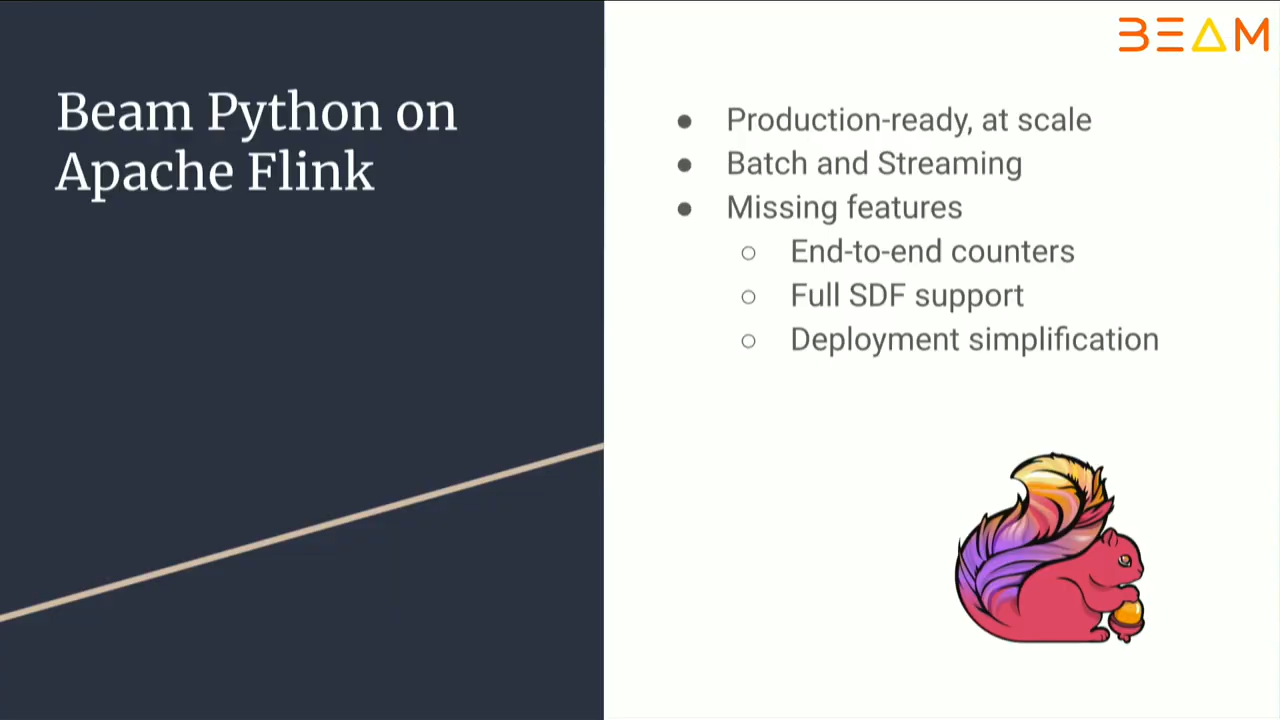 BEAM
Beam Python on
Apache Flink
● Production-ready, at scale
● Batch and Streaming
● Missing features
○ End-to-end counters
○ Full SDF support
○ Deployment simplification